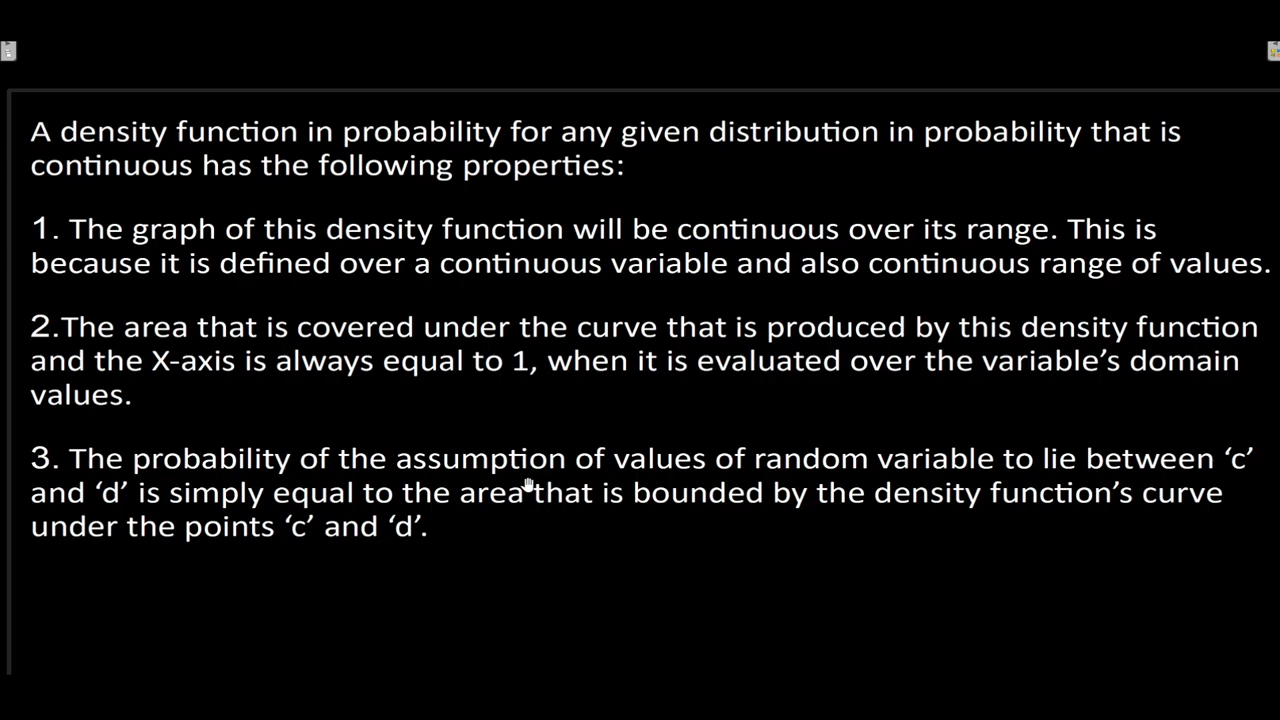 A density function in probability for any given distribution in probability that is
continuous has the following properties:
1. The graph of this density function will be continuous over its range. This is
because it is defined over a continuous variable and also continuous range of values.
2.The area that is covered under the curve that is produced by this density function
and the X-axis is always equal to 1, when it is evaluated over the variable’s domain
values.
3. The probability of the assumption of values of random variable to lie between ‘c’
and ‘d’ is simply equal to the area that is bounded by the density function’s curve
under the points ‘c’ and ‘d’.